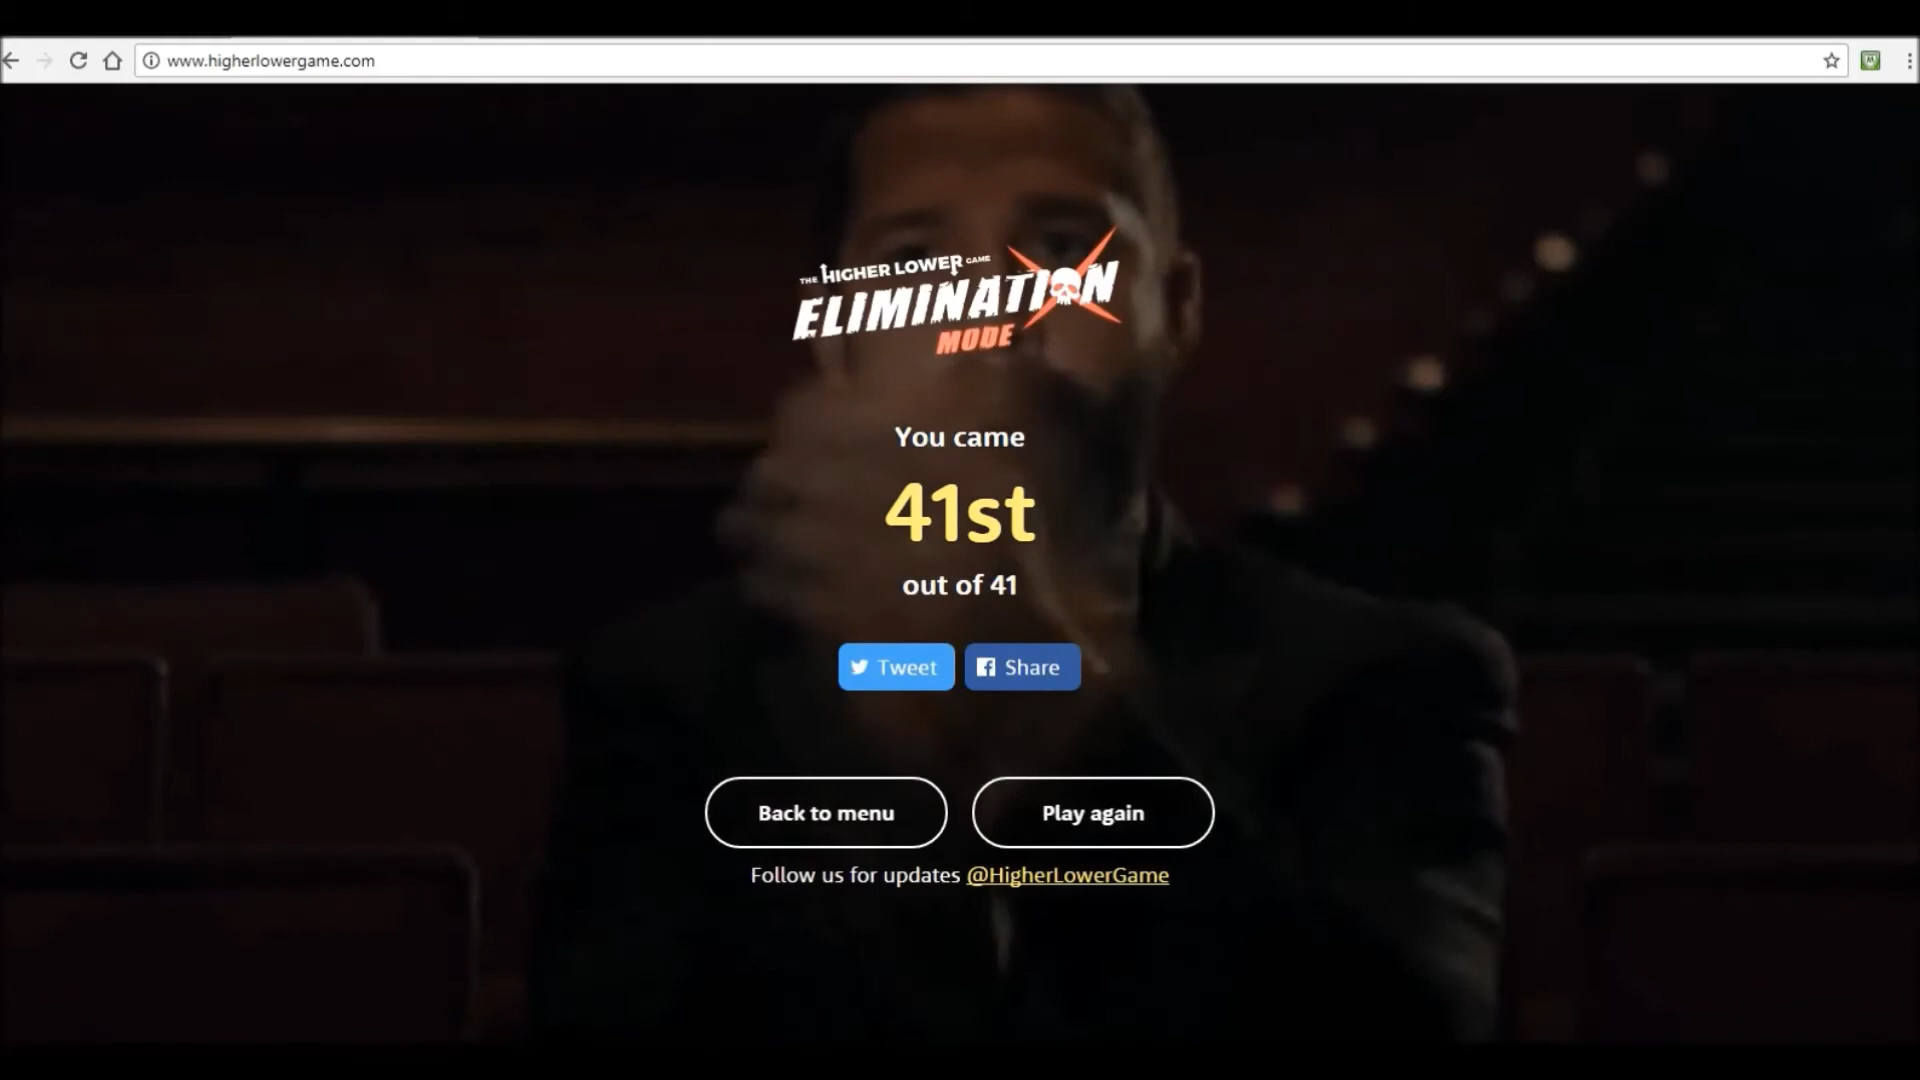 www.higherlowergame.com
THE HIGHER LOWER GAME
ELIMINATION
MODE
You came
41st
out of 41
Tweet
Share
Back to menu
Play again
Follow us for updates @HigherLowerGame